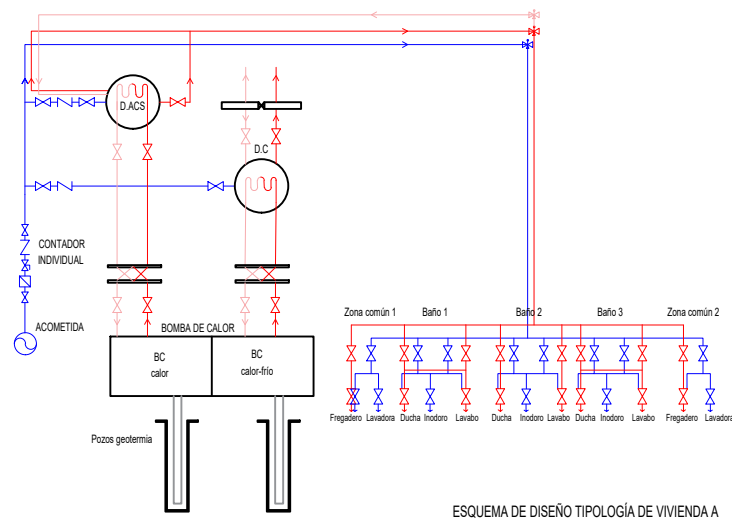 D.ACS
D.C
CONTADOR
INDIVIDUAL
ACOMETIDA
BOMBA DE CALOR
BC
calor
BC
calor-frío
Pozos geotermia
Zona común 1
Baño 1
Baño 2
Baño 3
Zona común 2
Fregadero
Lavadora
Ducha
Inodoro
Lavabo
Ducha
Inodoro
Lavabo
Ducha
Inodoro
Lavabo
Fregadero
Lavadora
ESQUEMA DE DISEÑO TIPOLOGÍA DE VIVIENDA A